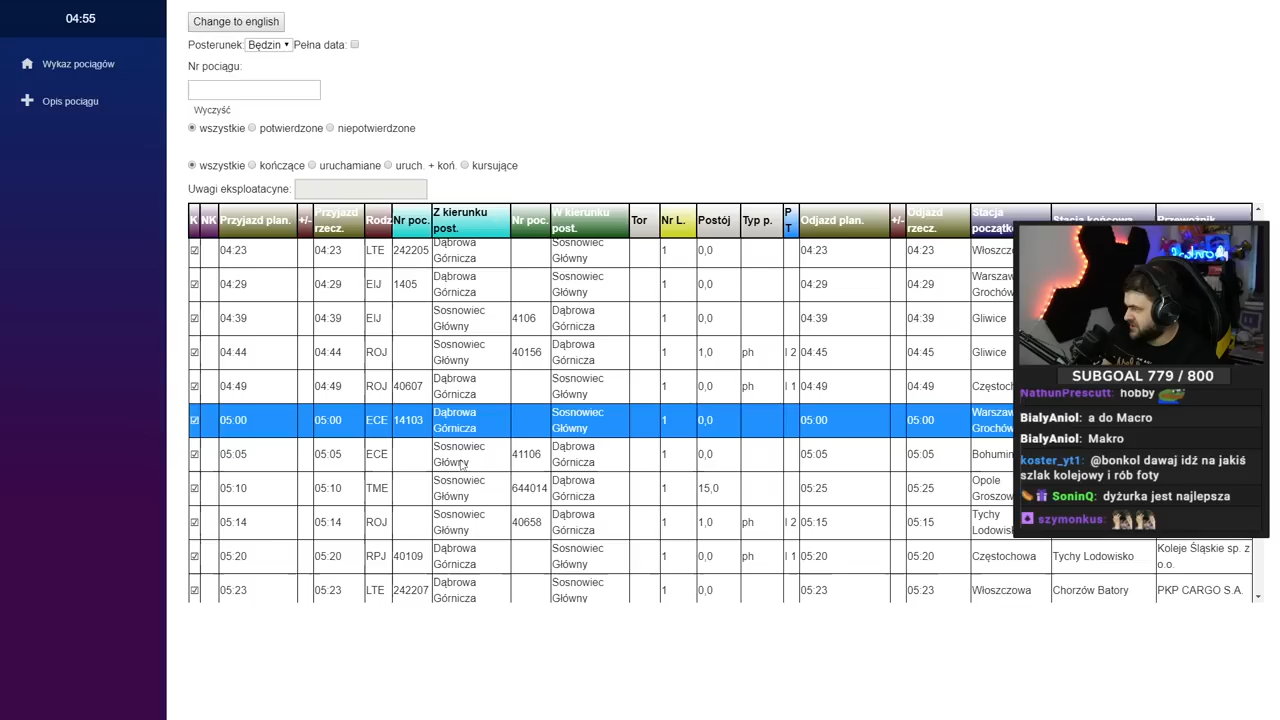 04:55
Wykaz pociągów
Opis pociągu
Change to english
Posterunek: Będzin Pełna data:
Nr pociągu:
Wyczyść
wszystkie potwierdzone niepotwierdzone
wszystkie kończące uruchamiane uruch. + koń. kursujące
Uwagi eksploatacyjne:
K NK Przyjazd plan. +/- Przyjazd rzecz. Rodz Nr poc. Z kierunku post. Nr poc. W kierunku post. Tor Nr L. Postój Typ p. P T Odjazd plan. +/- Odjazd rzecz. Stacja początk Stacja końcowa Przewoźnik
04:23 04:23 LTE 242205 Dąbrowa Górnicza Sosnowiec Główny 1 0,0 04:23 04:23 Włoszcz
04:29 04:29 EIJ 1405 Dąbrowa Górnicza Sosnowiec Główny 1 0,0 04:29 04:29 Warszaw Grochów
04:39 04:39 EIJ Sosnowiec Główny 4106 Dąbrowa Górnicza 1 0,0 04:39 04:39 Gliwice
04:44 04:44 ROJ Sosnowiec Główny 40156 Dąbrowa Górnicza 1 1,0 ph I 2 04:45 04:45 Gliwice
04:49 04:49 ROJ 40607 Dąbrowa Górnicza Sosnowiec Główny 1 0,0 ph I 1 04:49 04:49 Częstoch
05:00 05:00 ECE 14103 Dąbrowa Górnicza Sosnowiec Główny 1 0,0 05:00 05:00 Warszaw Grochów
05:05 05:05 ECE Sosnowiec Główny 41106 Dąbrowa Górnicza 1 0,0 05:05 05:05 Bohumin
05:10 05:10 TME Sosnowiec Główny 644014 Dąbrowa Górnicza 1 15,0 05:25 05:25 Opole Groszow
05:14 05:14 ROJ Sosnowiec Główny 40658 Dąbrowa Górnicza 1 1,0 ph I 2 05:15 05:15 Tychy Lodowisk
05:20 05:20 RPJ 40109 Dąbrowa Górnicza Sosnowiec Główny 1 0,0 ph I 1 05:20 05:20 Częstochowa Tychy Lodowisko Koleje Śląskie sp. z o.o.
05:23 05:23 LTE 242207 Dąbrowa Górnicza Sosnowiec Główny 1 0,0 05:23 05:23 Włoszczowa Chorzów Batory PKP CARGO S.A.
SUBGOAL 779 / 800
NathunPrescutt: hobby
BialyAniol: a do Macro
BialyAniol: Makro
koster_yt1: @bonkol dawaj idź na jakiś
szlak kolejowy i rób foty
SoninQ: dyżurka jest najlepsza
szymonkus: